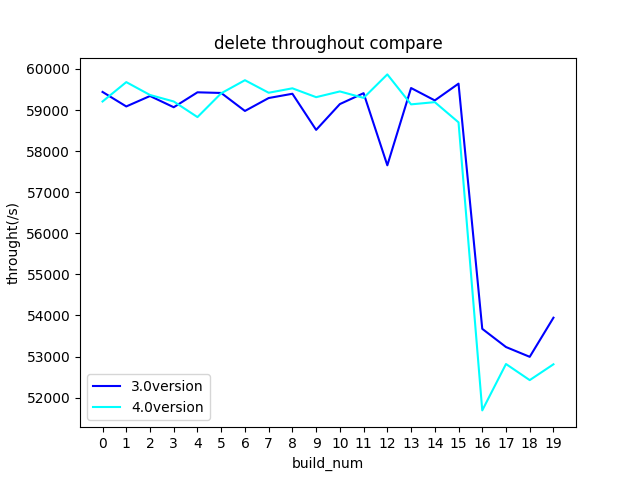 delete throughout compare
throught(/s)
60000
59000
58000
57000
56000
55000
54000
53000
52000
3.0version
4.0version
0 1 2 3 4 5 6 7 8 9 10 11 12 13 14 15 16 17 18 19
build_num